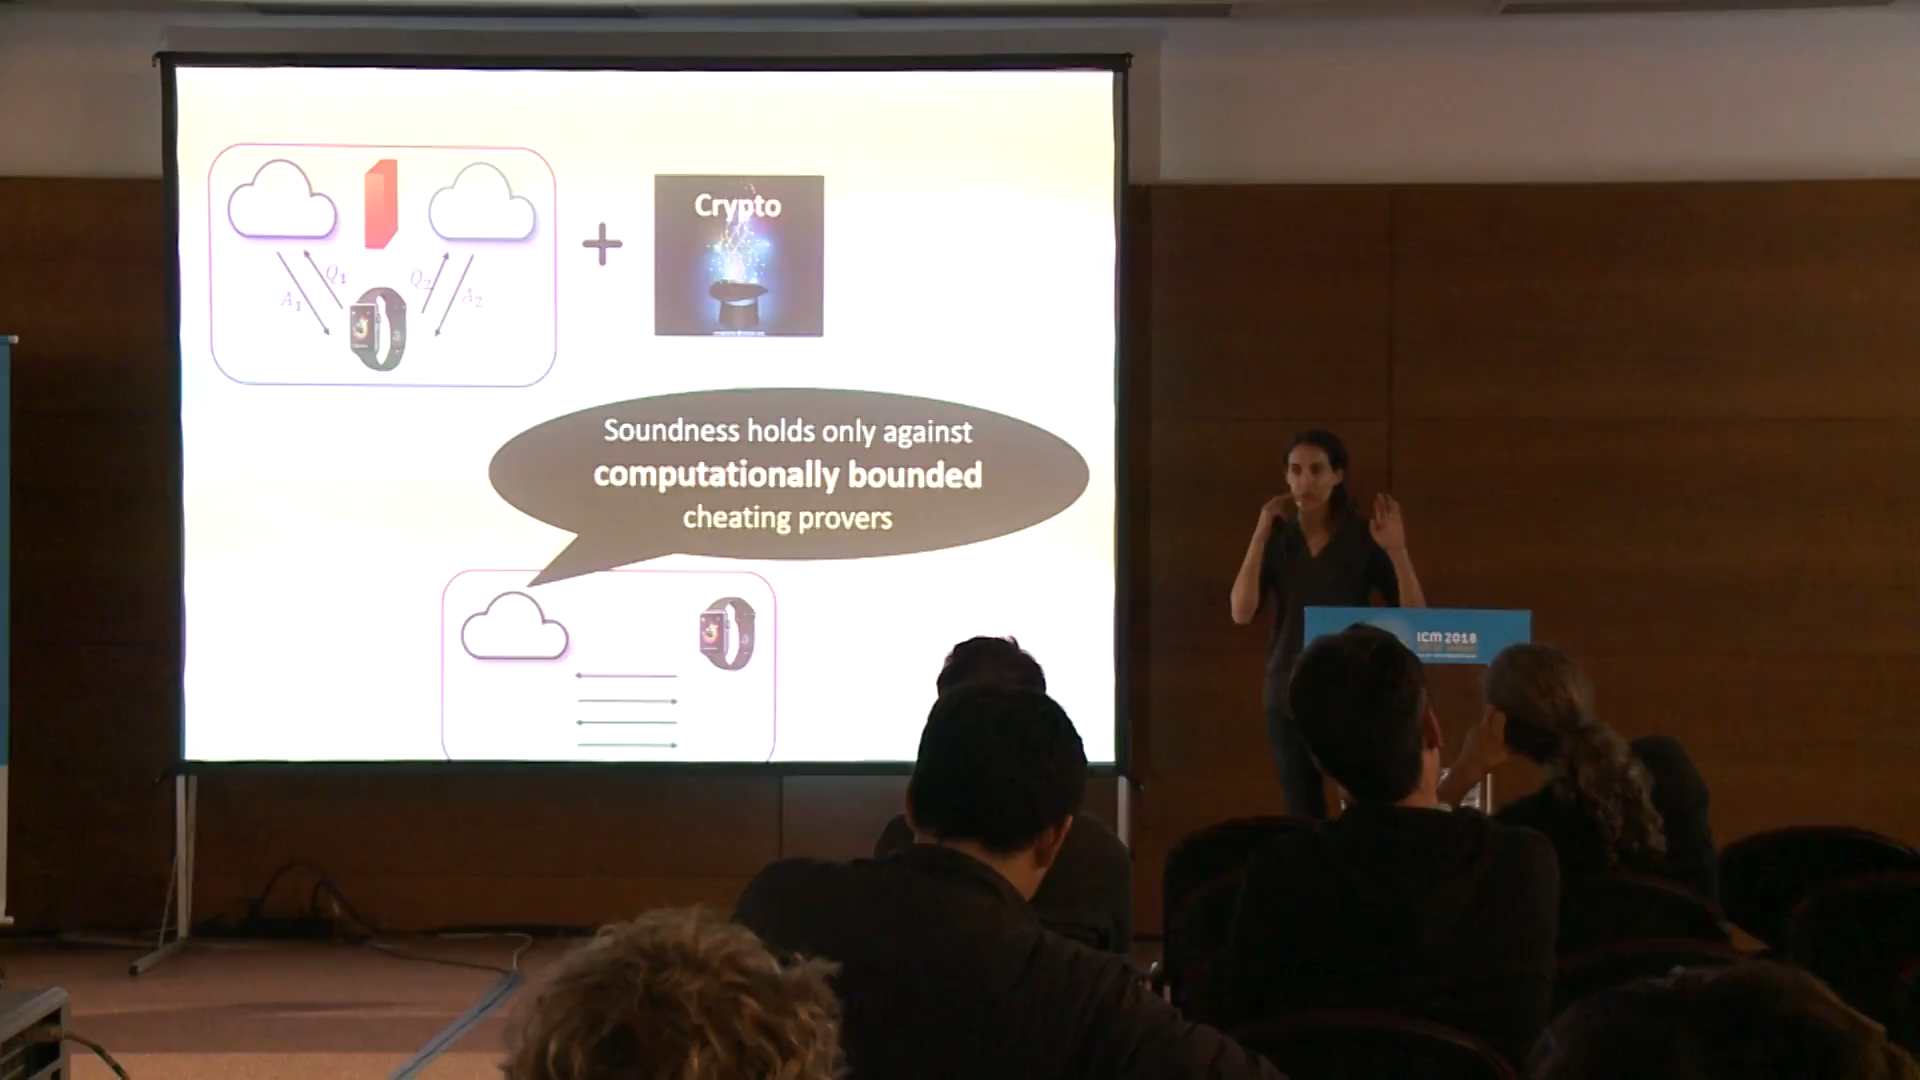 Crypto
Q1
Q2
A1
A2
Soundness holds only against
computationally bounded
cheating provers
ICM 2018